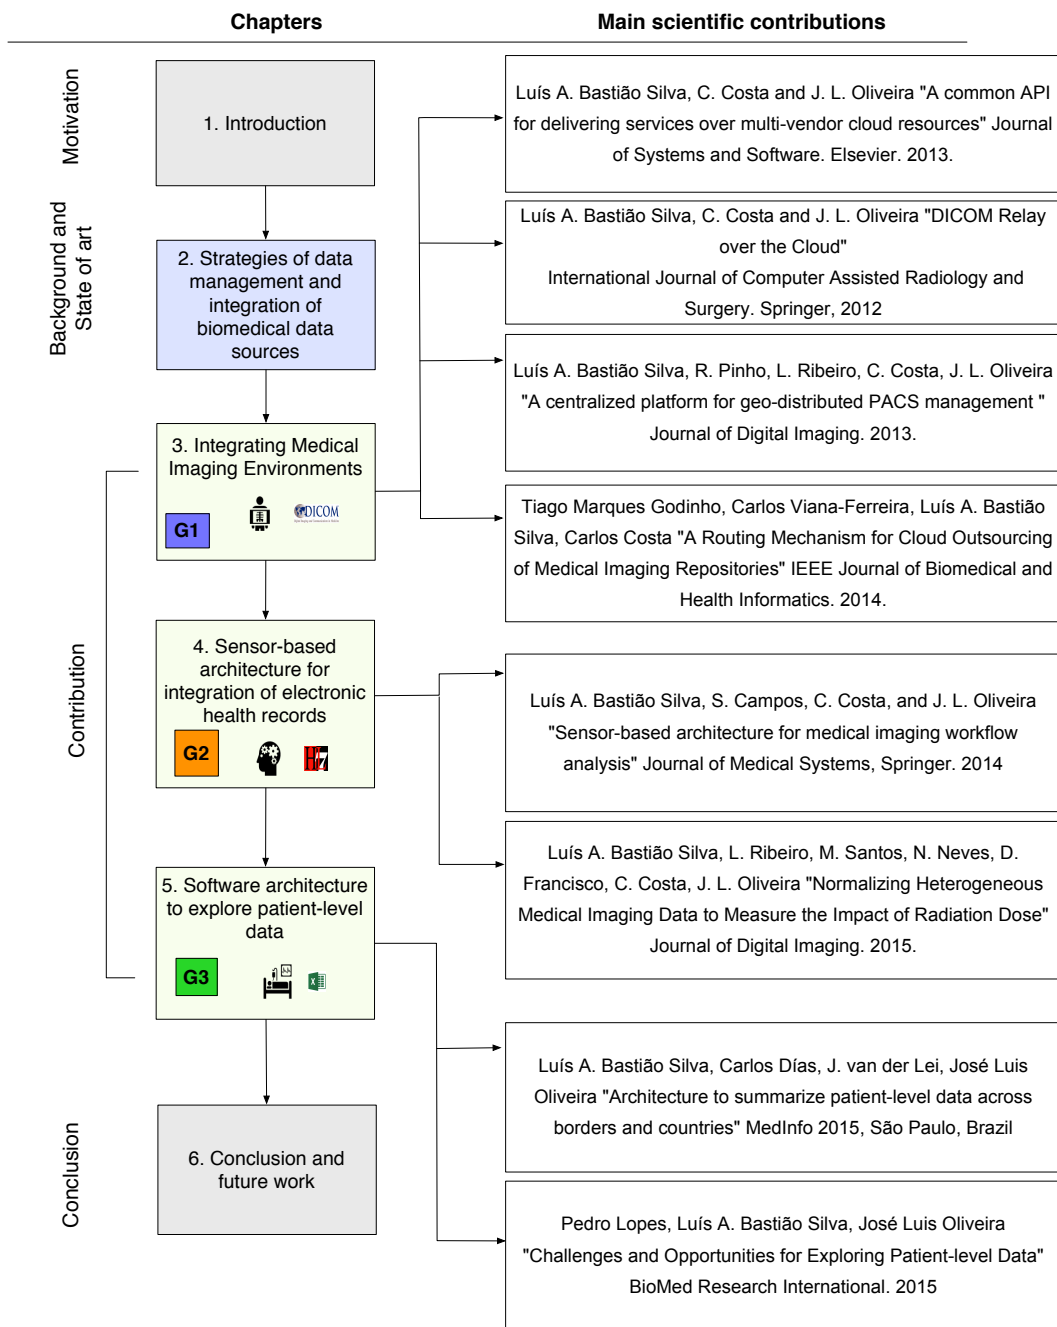 Chapters
Main scientific contributions
Motivation
1. Introduction
Luís A. Bastião Silva, C. Costa and J. L. Oliveira "A common API
for delivering services over multi-vendor cloud resources" Journal
of Systems and Software. Elsevier. 2013.
Background and
State of art
2. Strategies of data
management and
integration of
biomedical data
sources
Luís A. Bastião Silva, C. Costa and J. L. Oliveira "DICOM Relay
over the Cloud"
International Journal of Computer Assisted Radiology and
Surgery. Springer, 2012
Luís A. Bastião Silva, R. Pinho, L. Ribeiro, C. Costa, J. L. Oliveira
"A centralized platform for geo-distributed PACS management "
Journal of Digital Imaging. 2013.
Contribution
3. Integrating Medical
Imaging Environments
G1
DICOM
Tiago Marques Godinho, Carlos Viana-Ferreira, Luís A. Bastião
Silva, Carlos Costa "A Routing Mechanism for Cloud Outsourcing
of Medical Imaging Repositories" IEEE Journal of Biomedical and
Health Informatics. 2014.
4. Sensor-based
architecture for
integration of electronic
health records
G2
H7
Luís A. Bastião Silva, S. Campos, C. Costa, and J. L. Oliveira
"Sensor-based architecture for medical imaging workflow
analysis" Journal of Medical Systems, Springer. 2014
Luís A. Bastião Silva, L. Ribeiro, M. Santos, N. Neves, D.
Francisco, C. Costa, J. L. Oliveira "Normalizing Heterogeneous
Medical Imaging Data to Measure the Impact of Radiation Dose"
Journal of Digital Imaging. 2015.
5. Software architecture
to explore patient-level
data
G3
X
Luís A. Bastião Silva, Carlos Días, J. van der Lei, José Luis
Oliveira "Architecture to summarize patient-level data across
borders and countries" MedInfo 2015, São Paulo, Brazil
Conclusion
6. Conclusion and
future work
Pedro Lopes, Luís A. Bastião Silva, José Luis Oliveira
"Challenges and Opportunities for Exploring Patient-level Data"
BioMed Research International. 2015